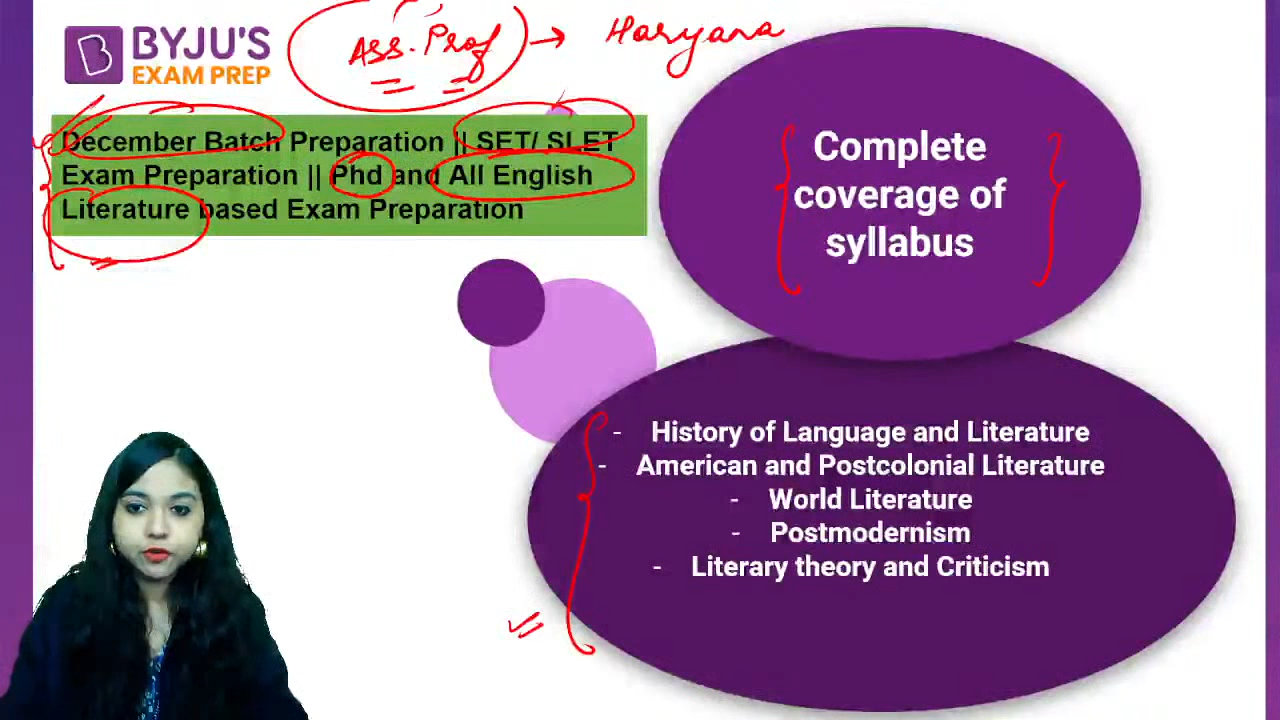 BYJU'S
EXAM PREP
Ass. Prof → Haryana
December Batch Preparation || SET/ SLET
Exam Preparation || Phd and All English
Literature based Exam Preparation
Complete
coverage of
syllabus
- History of Language and Literature
- American and Postcolonial Literature
- World Literature
- Postmodernism
- Literary theory and Criticism